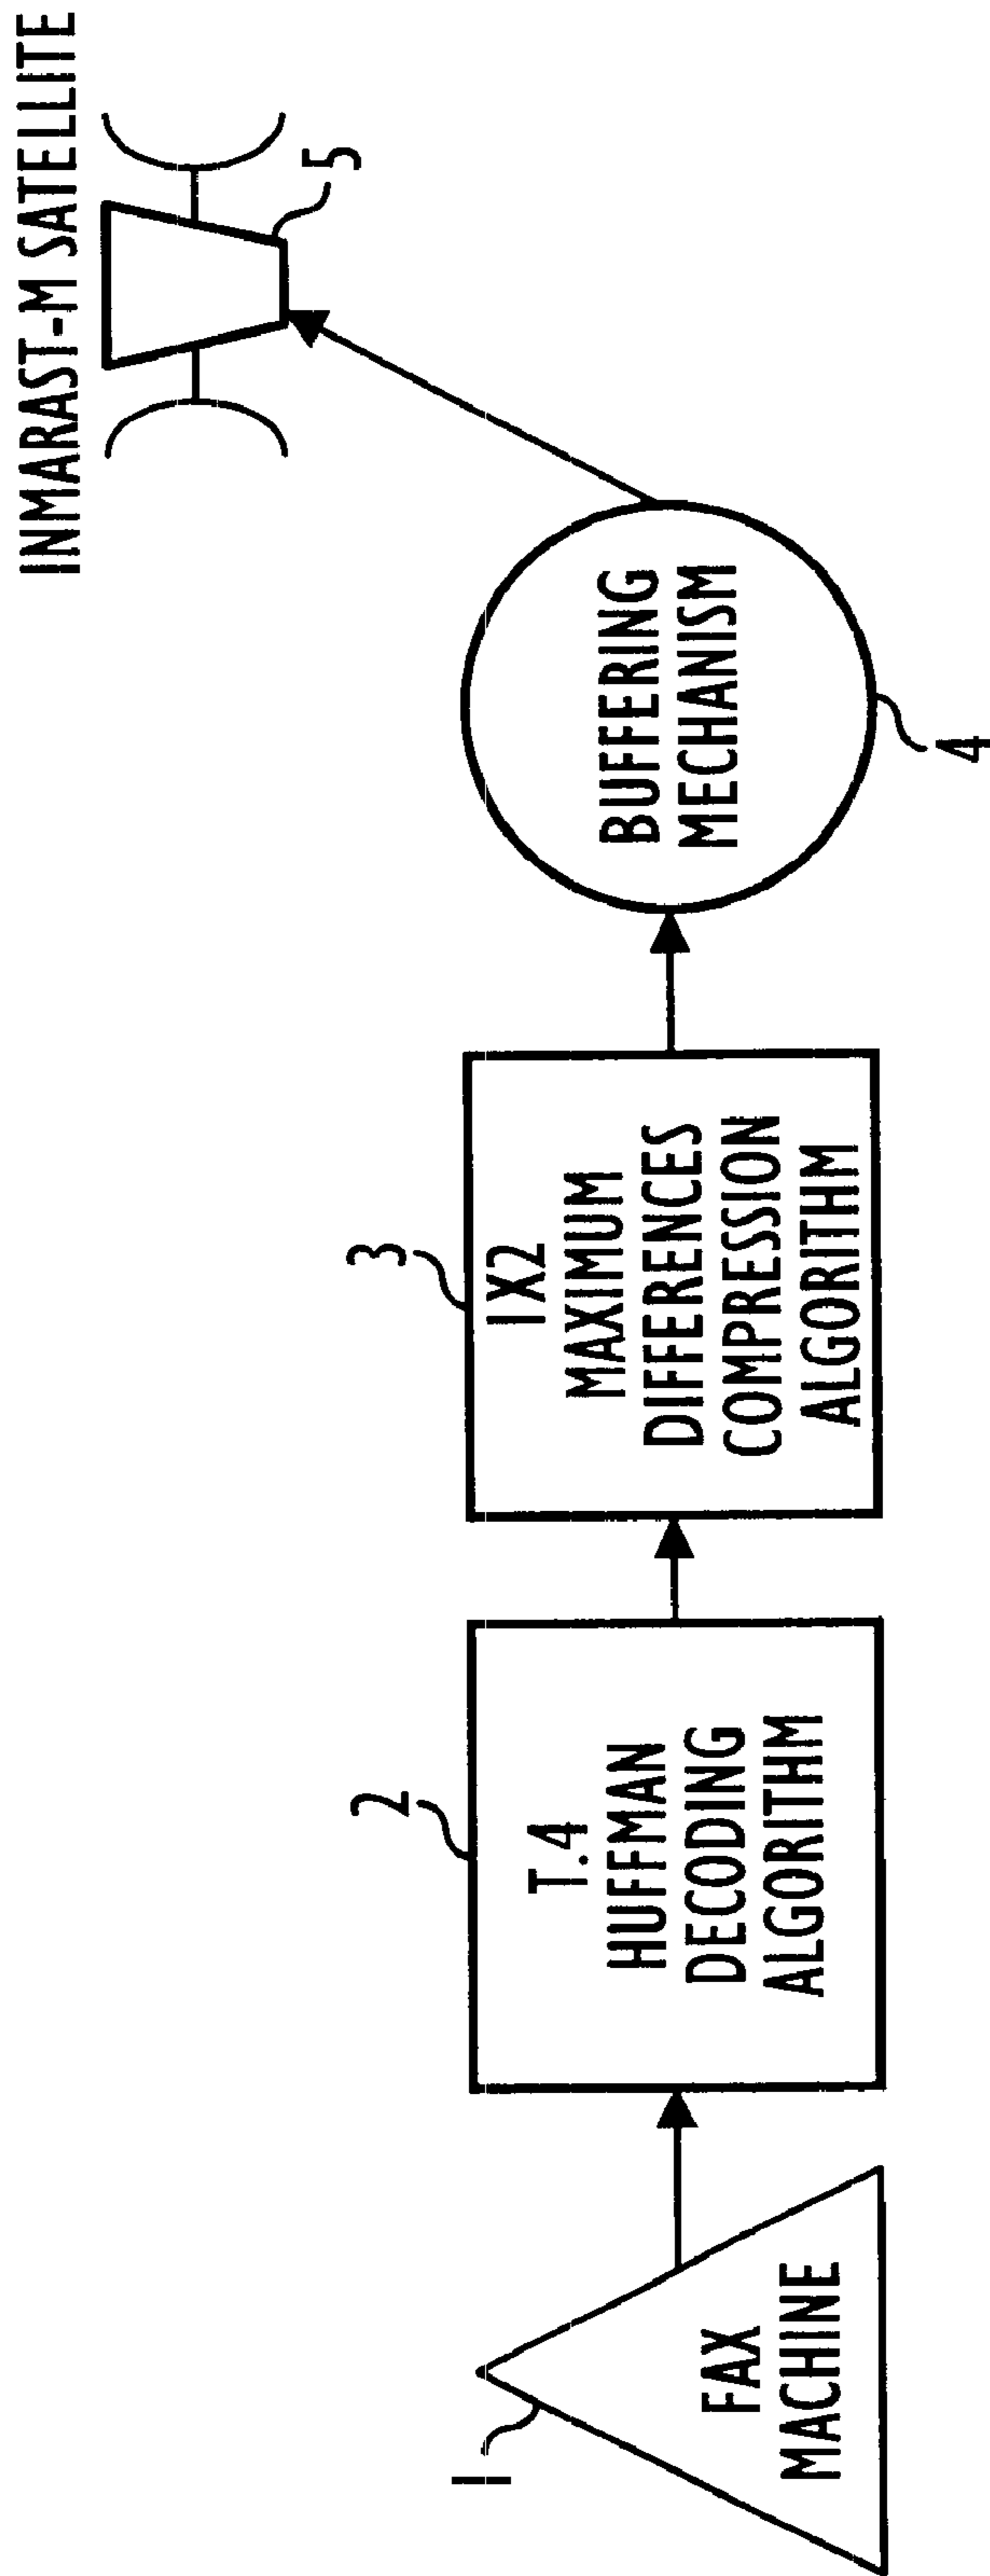 INMARAST-M SATELLITE
5
BUFFERING
MECHANISM
4
3
1X2
MAXIMUM
DIFFERENCES
COMPRESSION
ALGORITHM
2
T.4
HUFFMAN
DECODING
ALGORITHM
1
FAX
MACHINE